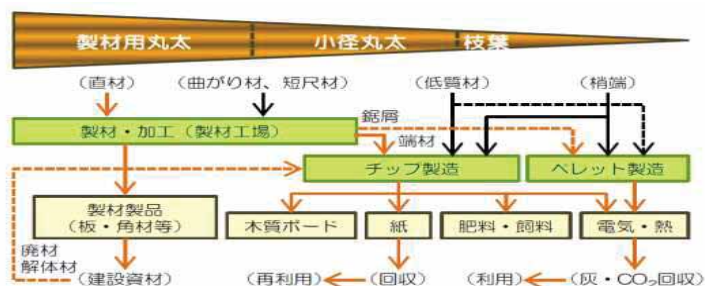 製材用丸太 小径丸太 枝葉
（直材） （曲がり材、短尺材） （低質材） （梢端）
鋸屑
製材・加工（製材工場）
端材
チップ製造 ペレット製造
製材製品
（板・角材等）
木質ボード 紙 肥料・飼料 電気・熱
廃材
解体材
（建設資材） （再利用） （回収） （利用） （灰・CO₂回収）